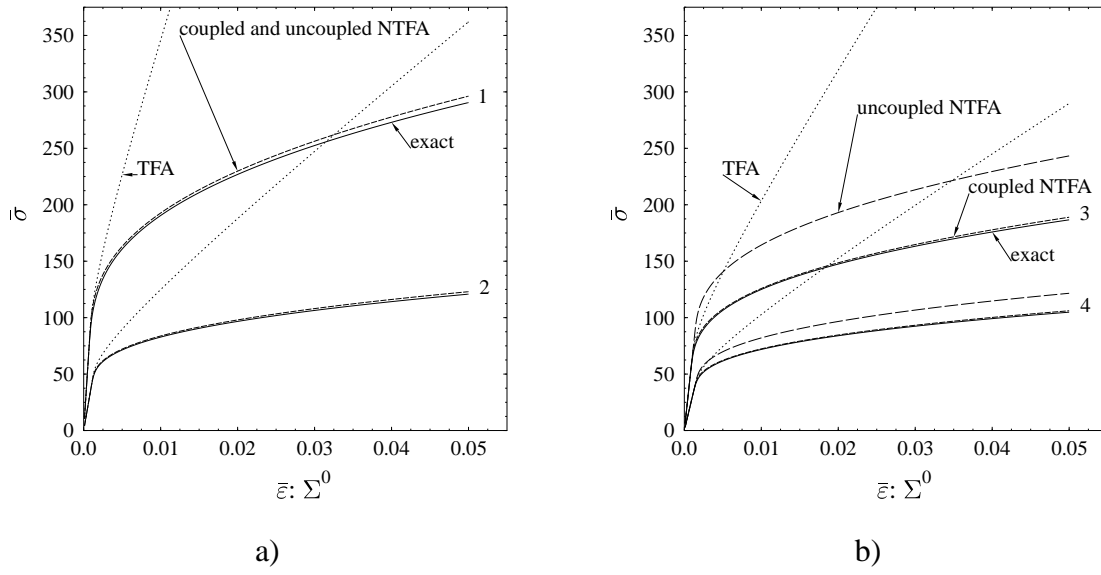 350
300
250
200
150
100
50
0
σ̄
0.0 0.01 0.02 0.03 0.04 0.05
ε̄: Σ⁰
coupled and uncoupled NTFA
TFA
exact
1
2
a)
350
300
250
200
150
100
50
0
σ̄
0.0 0.01 0.02 0.03 0.04 0.05
ε̄: Σ⁰
uncoupled NTFA
TFA
coupled NTFA
3
exact
4
b)